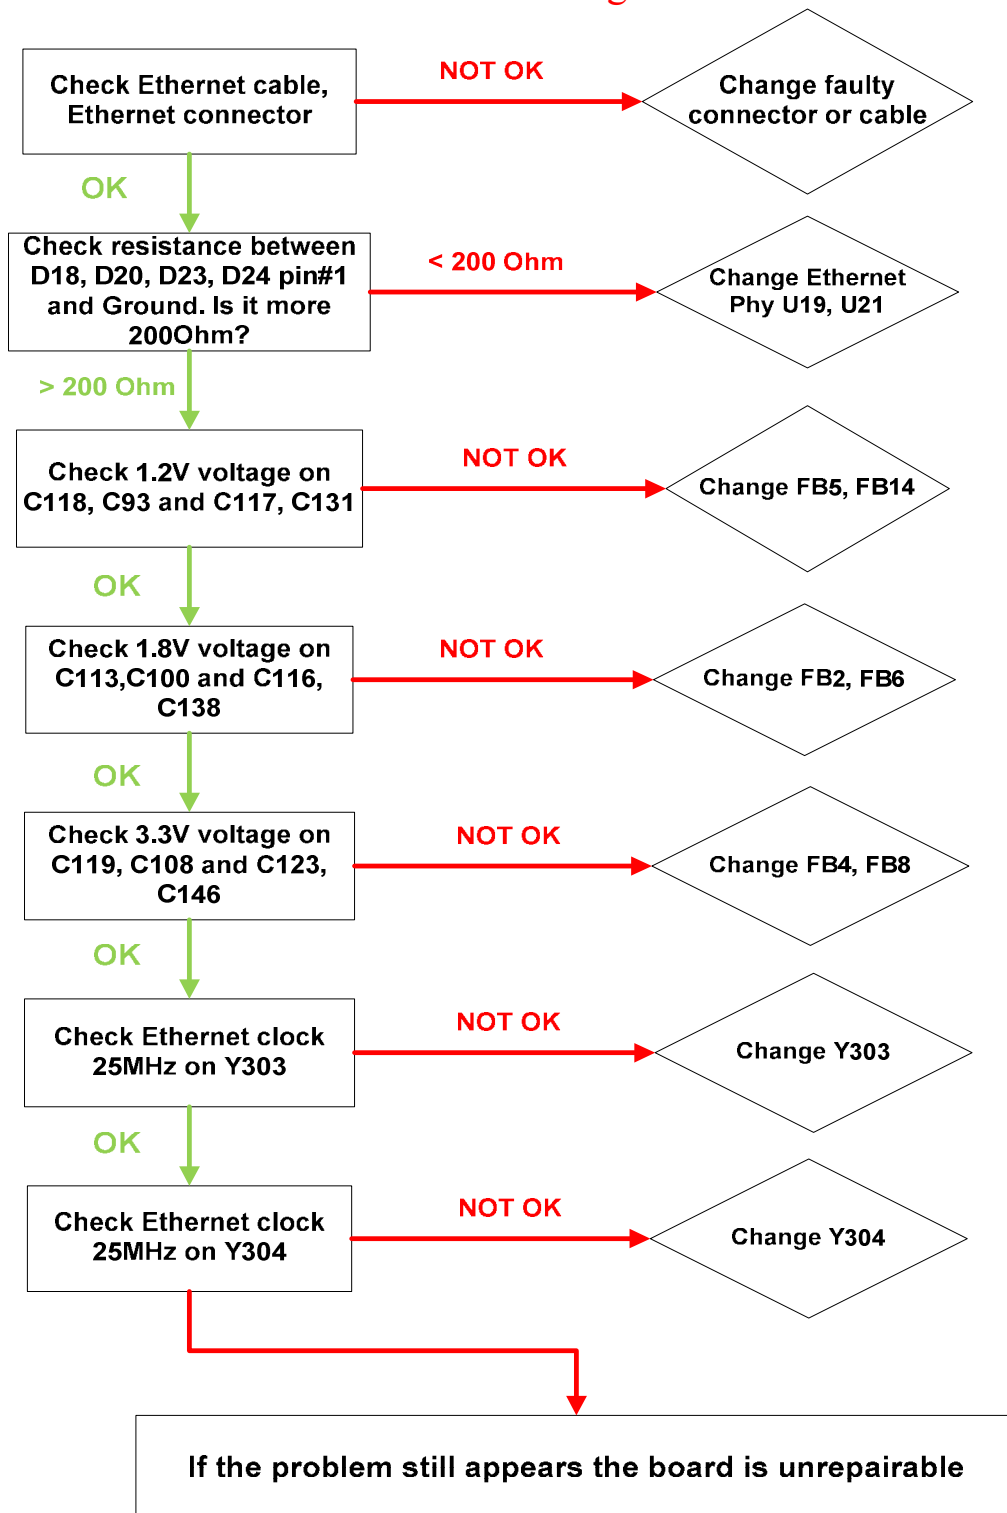 Check Ethernet cable,
Ethernet connector
NOT OK
Change faulty
connector or cable
OK
Check resistance between
D18, D20, D23, D24 pin#1
and Ground. Is it more
200Ohm?
< 200 Ohm
Change Ethernet
Phy U19, U21
> 200 Ohm
Check 1.2V voltage on
C118, C93 and C117, C131
NOT OK
Change FB5, FB14
OK
Check 1.8V voltage on
C113,C100 and C116,
C138
NOT OK
Change FB2, FB6
OK
Check 3.3V voltage on
C119, C108 and C123,
C146
NOT OK
Change FB4, FB8
OK
Check Ethernet clock
25MHz on Y303
NOT OK
Change Y303
OK
Check Ethernet clock
25MHz on Y304
NOT OK
Change Y304
If the problem still appears the board is unrepairable